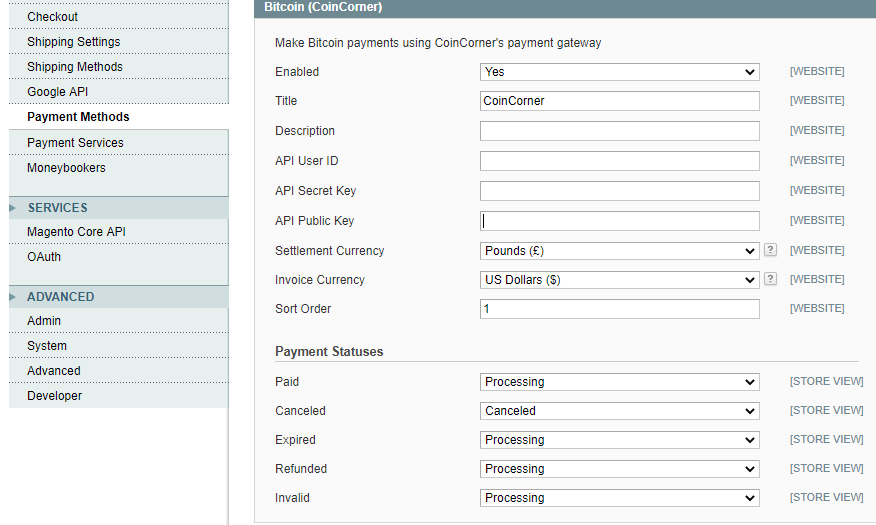 Checkout
Shipping Settings
Shipping Methods
Google API
Payment Methods
Payment Services
Moneybookers
SERVICES
Magento Core API
OAuth
ADVANCED
Admin
System
Advanced
Developer
Bitcoin (CoinCorner)
Make Bitcoin payments using CoinCorner's payment gateway
Enabled Yes [WEBSITE]
Title CoinCorner [WEBSITE]
Description [WEBSITE]
API User ID [WEBSITE]
API Secret Key [WEBSITE]
API Public Key [WEBSITE]
Settlement Currency Pounds (£) ? [WEBSITE]
Invoice Currency US Dollars ($) ? [WEBSITE]
Sort Order 1 [WEBSITE]
Payment Statuses
Paid Processing [STORE VIEW]
Canceled Canceled [STORE VIEW]
Expired Processing [STORE VIEW]
Refunded Processing [STORE VIEW]
Invalid Processing [STORE VIEW]